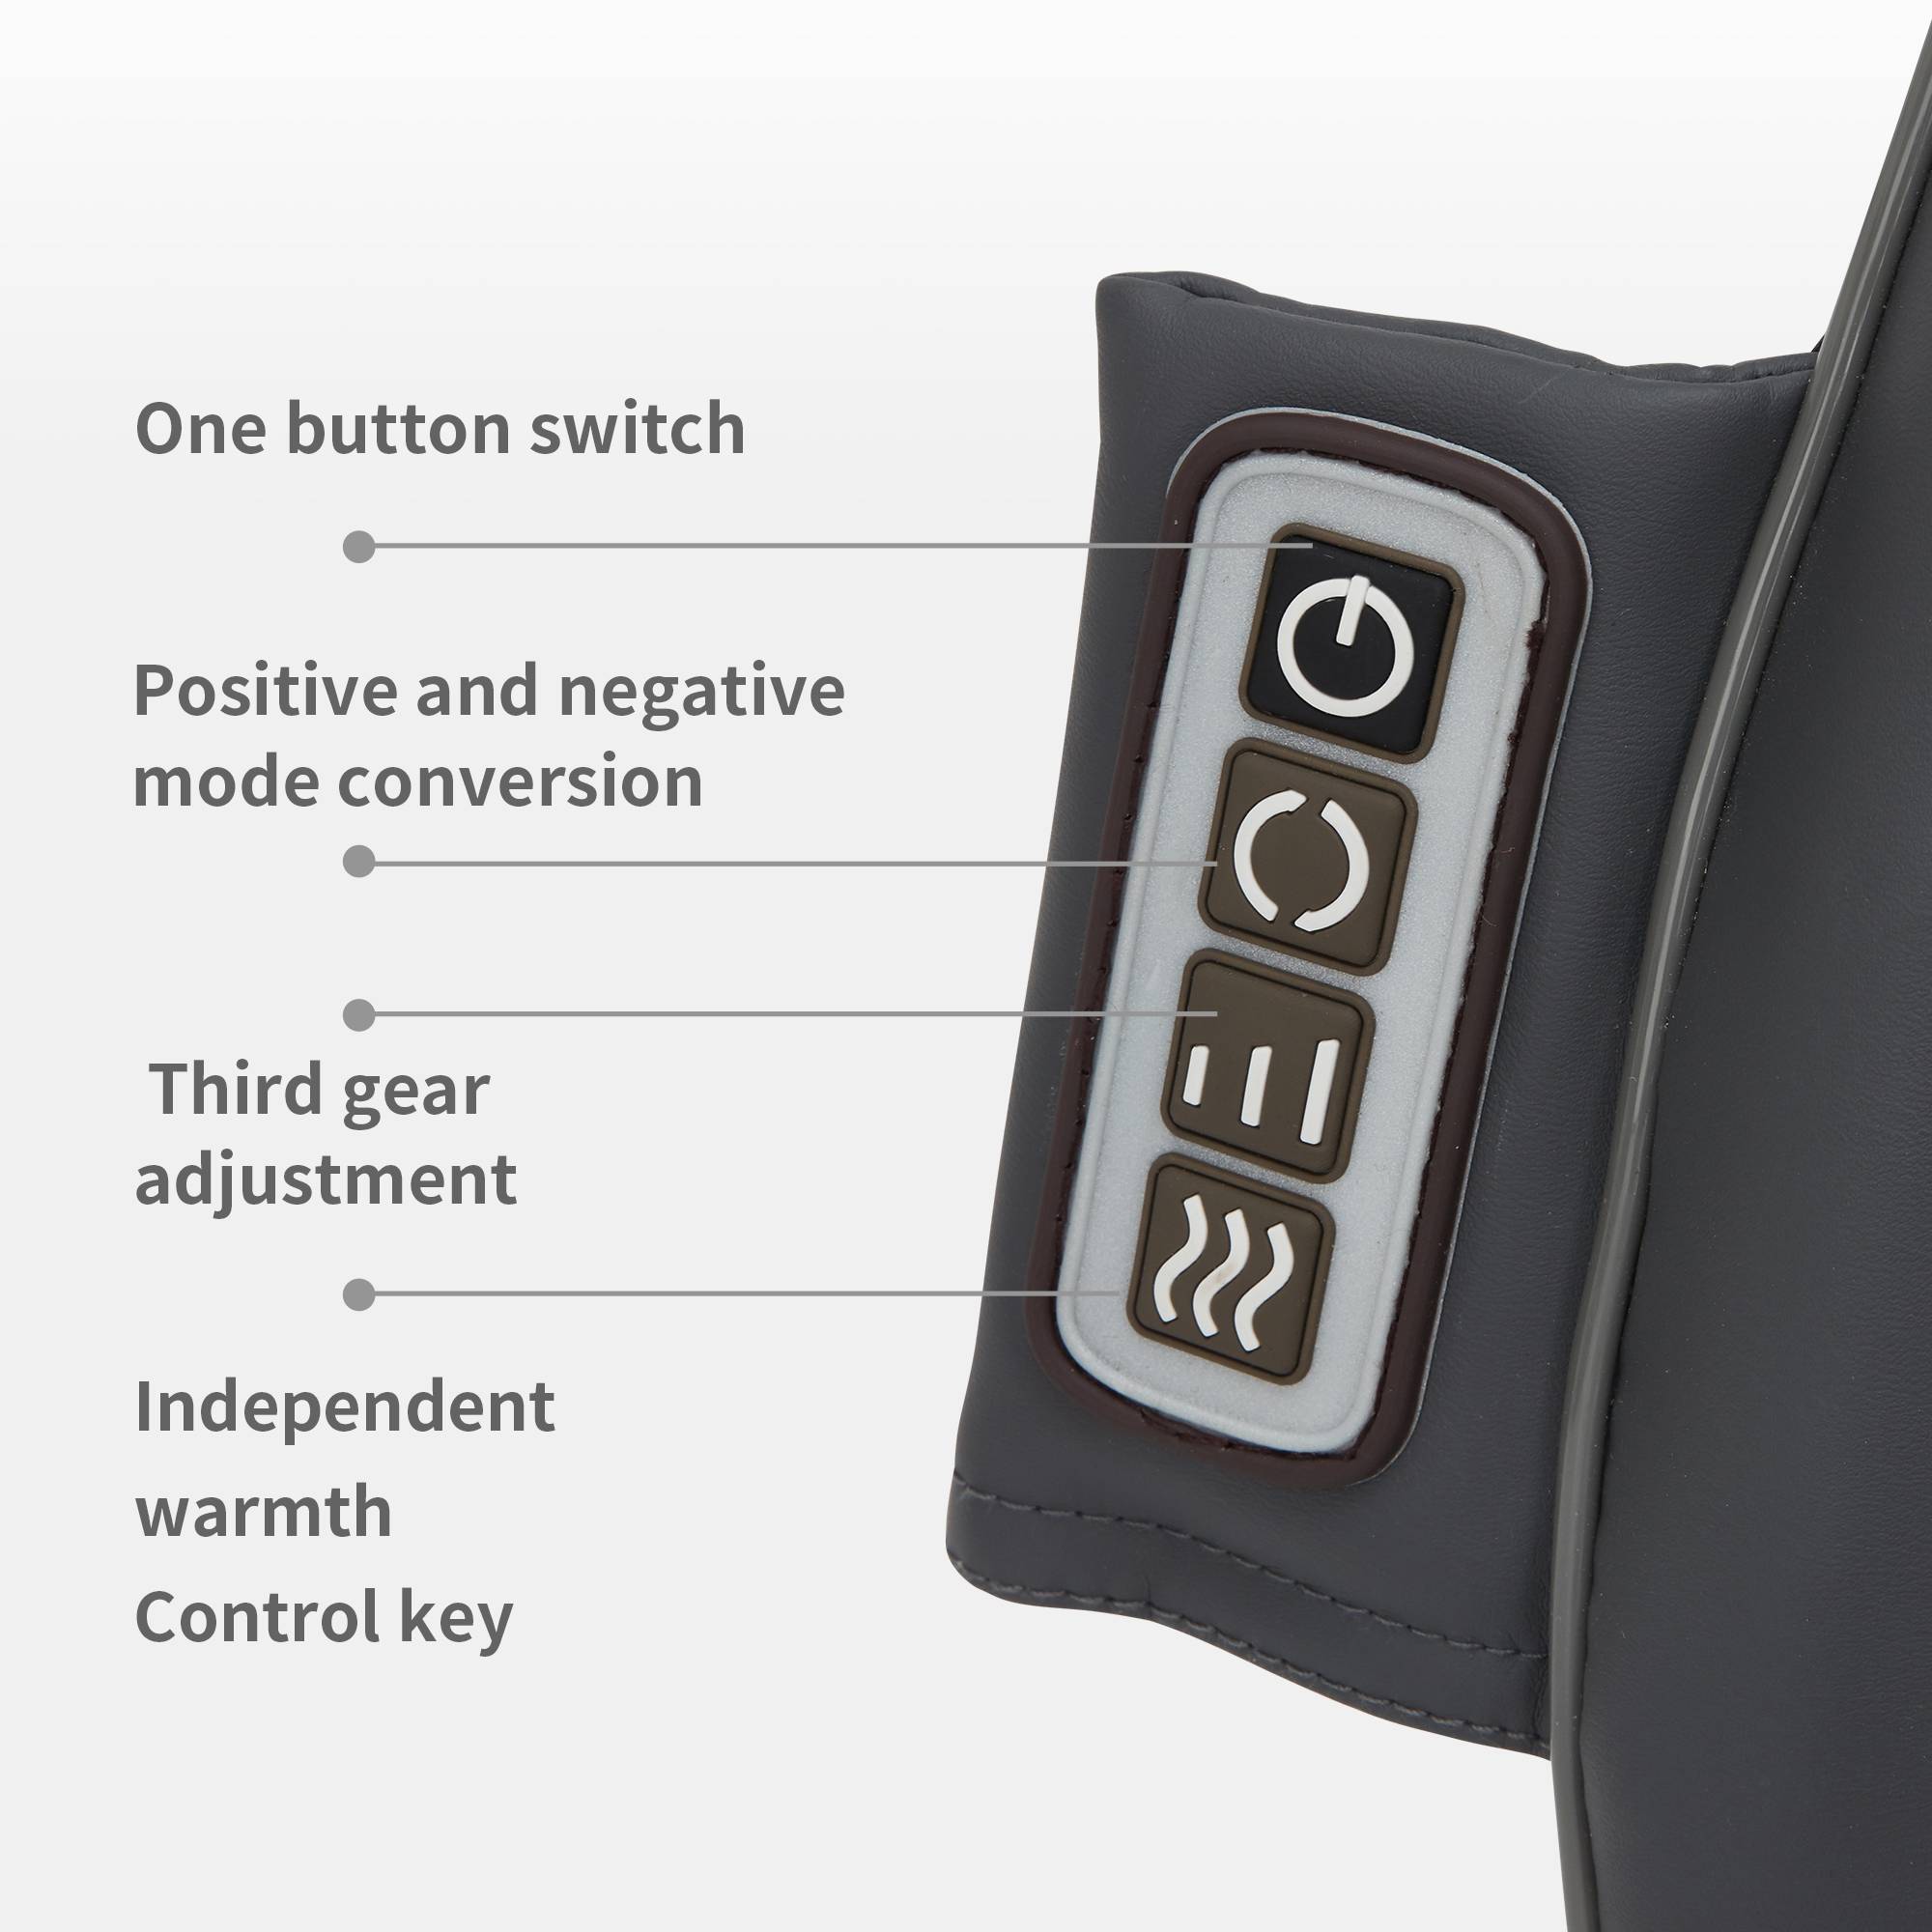 One button switch
Positive and negative
mode conversion
Third gear
adjustment
Independent
warmth
Control key